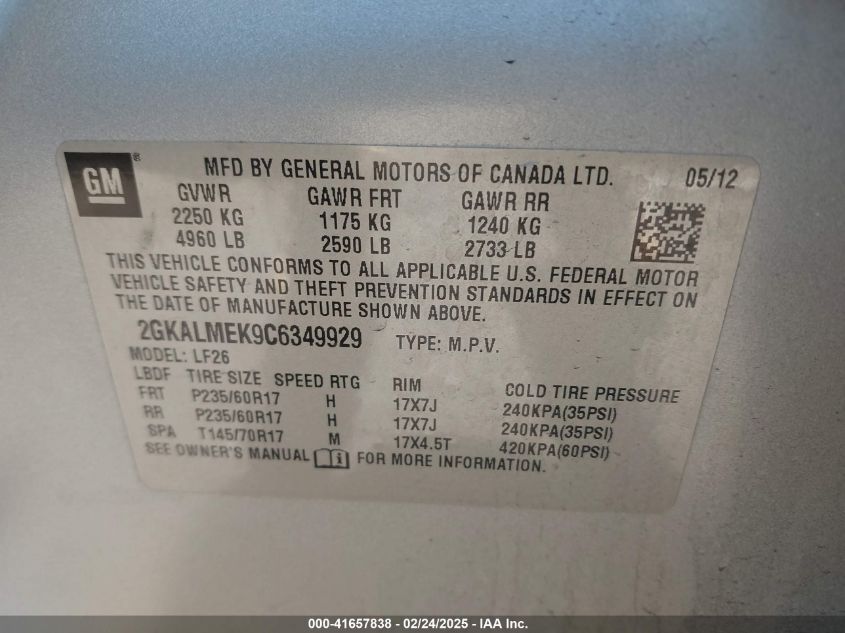 GM ®
MFD BY GENERAL MOTORS OF CANADA LTD. 05/12
GVWR GAWR FRT GAWR RR
2250 KG 1175 KG 1240 KG
4960 LB 2590 LB 2733 LB
THIS VEHICLE CONFORMS TO ALL APPLICABLE U.S. FEDERAL MOTOR
VEHICLE SAFETY AND THEFT PREVENTION STANDARDS IN EFFECT ON
THE DATE OF MANUFACTURE SHOWN ABOVE.
2GKALMEK9C6349929 TYPE: M.P.V.
MODEL: LF26
LBDF TIRE SIZE SPEED RTG RIM COLD TIRE PRESSURE
FRT P235/60R17 H 17X7J 240KPA(35PSI)
RR P235/60R17 H 17X7J 240KPA(35PSI)
SPA T145/70R17 M 17X4.5T 420KPA(60PSI)
SEE OWNER'S MANUAL i FOR MORE INFORMATION.
000-41657838 - 02/24/2025 - IAA Inc.